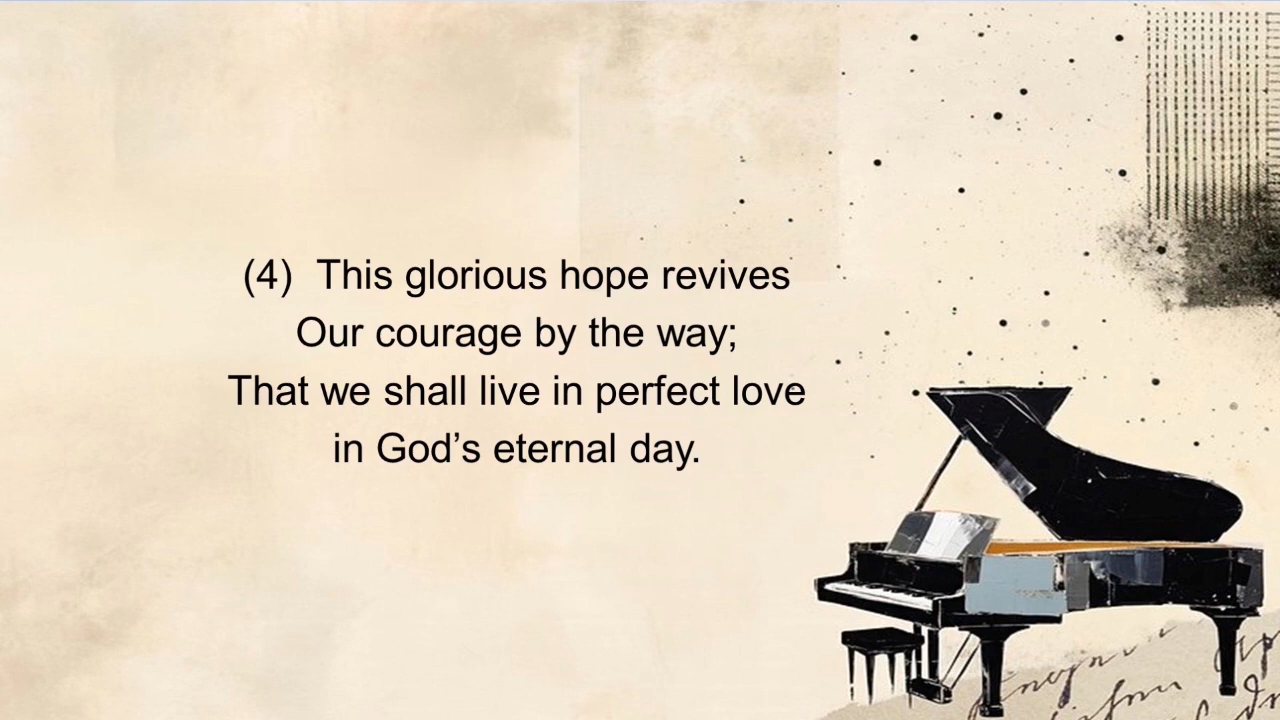 (4)  This glorious hope revives
Our courage by the way;
That we shall live in perfect love
in God’s eternal day.